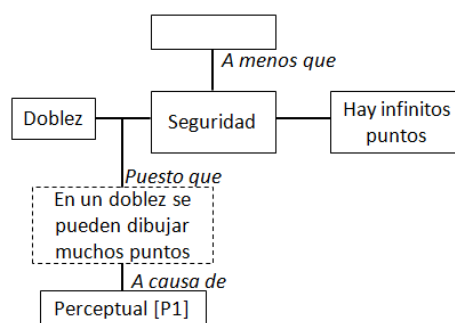 A menos que
Doblez
Seguridad
Hay infinitos
puntos
Puesto que
En un doblez se
pueden dibujar
muchos puntos
A causa de
Perceptual [P1]